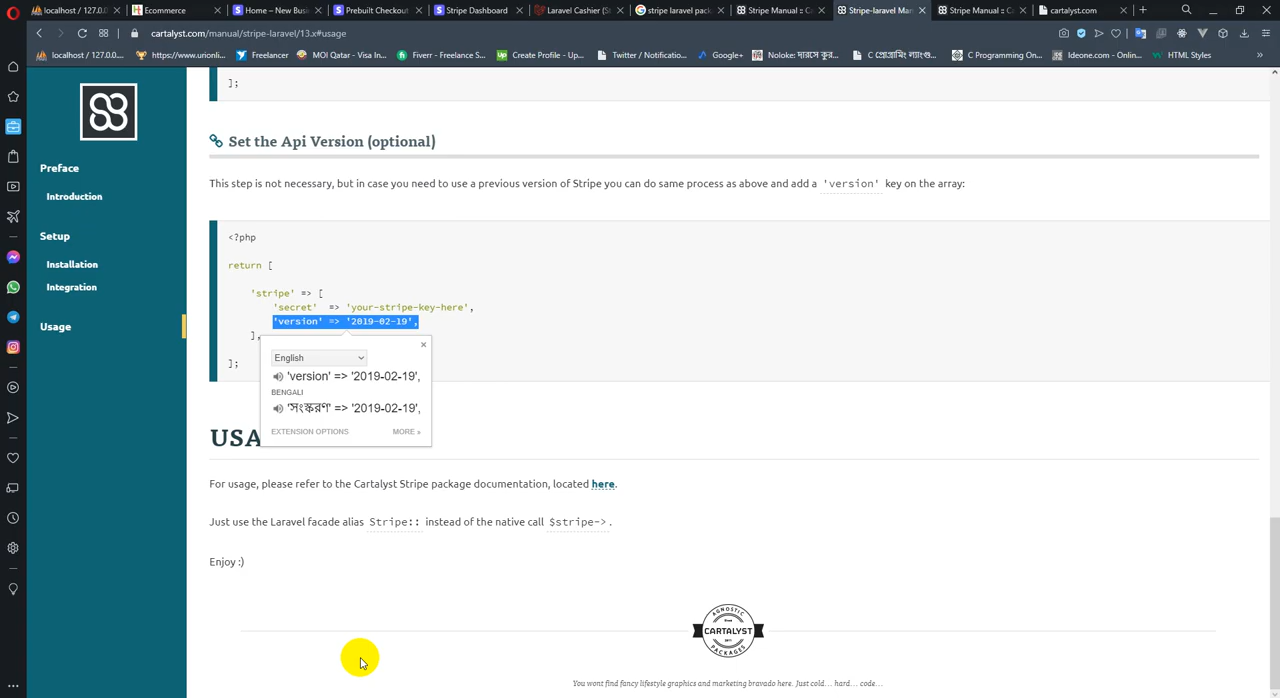 localhost / 127.0.0
Ecommerce
Home – New Busi
Prebuilt Checkout
Stripe Dashboard
Laravel Cashier (St
stripe laravel pack
Stripe Manual :: Ca
Stripe-laravel Man
Stripe Manual :: Ca
cartalyst.com
cartalyst.com/manual/stripe-laravel/13.x#usage
localhost / 127.0.0....
https://www.urionli...
Freelancer
MOI Qatar - Visa In...
Fiverr - Freelance S...
Create Profile - Up...
Twitter / Notificatio...
Google+
Noloke: দারসে কুর...
C প্রোগ্রামিং ল্যাংগু...
C Programming On...
Ideone.com - Onlin...
HTML Styles
];
Set the Api Version (optional)
This step is not necessary, but in case you need to use a previous version of Stripe you can do same process as above and add a 'version' key on the array:
<?php
return [
'stripe' => [
'secret' => 'your-stripe-key-here',
'version' => '2019-02-19',
],
];
English
'version' => '2019-02-19',
BENGALI
'সংস্করণ' => '2019-02-19',
EXTENSION OPTIONS MORE »
Preface
Introduction
Setup
Installation
Integration
Usage
USA
For usage, please refer to the Cartalyst Stripe package documentation, located here.
Just use the Laravel facade alias Stripe:: instead of the native call $stripe-> .
Enjoy :)
AGNOSTIC
CARTALYST
PACKAGES
You wont find fancy lifestyle graphics and marketing bravado here. Just cold... hard... code...